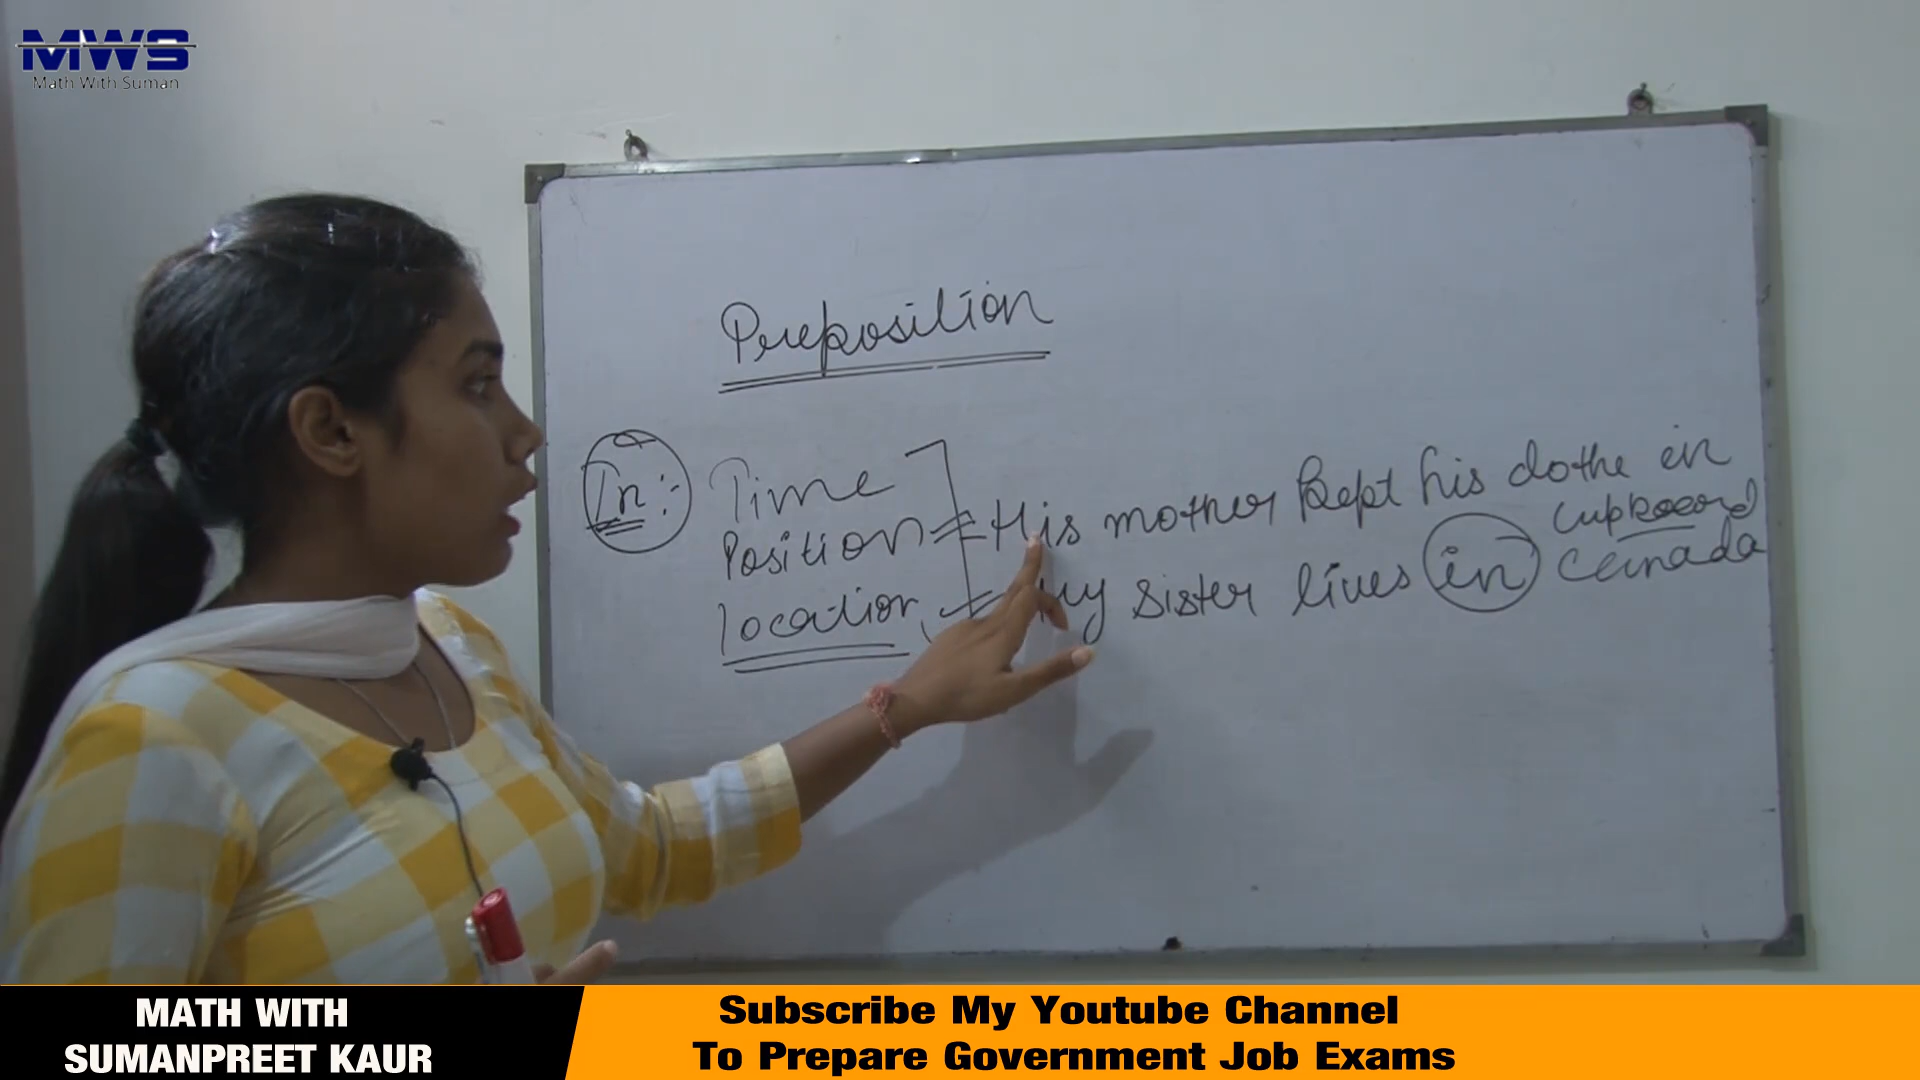 MWS
Math With Suman
Preposition
In:- Time
Position = His mother kept his clothe in
cupboard
location, my sister lives in Canada
MATH WITH
SUMANPREET KAUR
Subscribe My Youtube Channel
To Prepare Government Job Exams